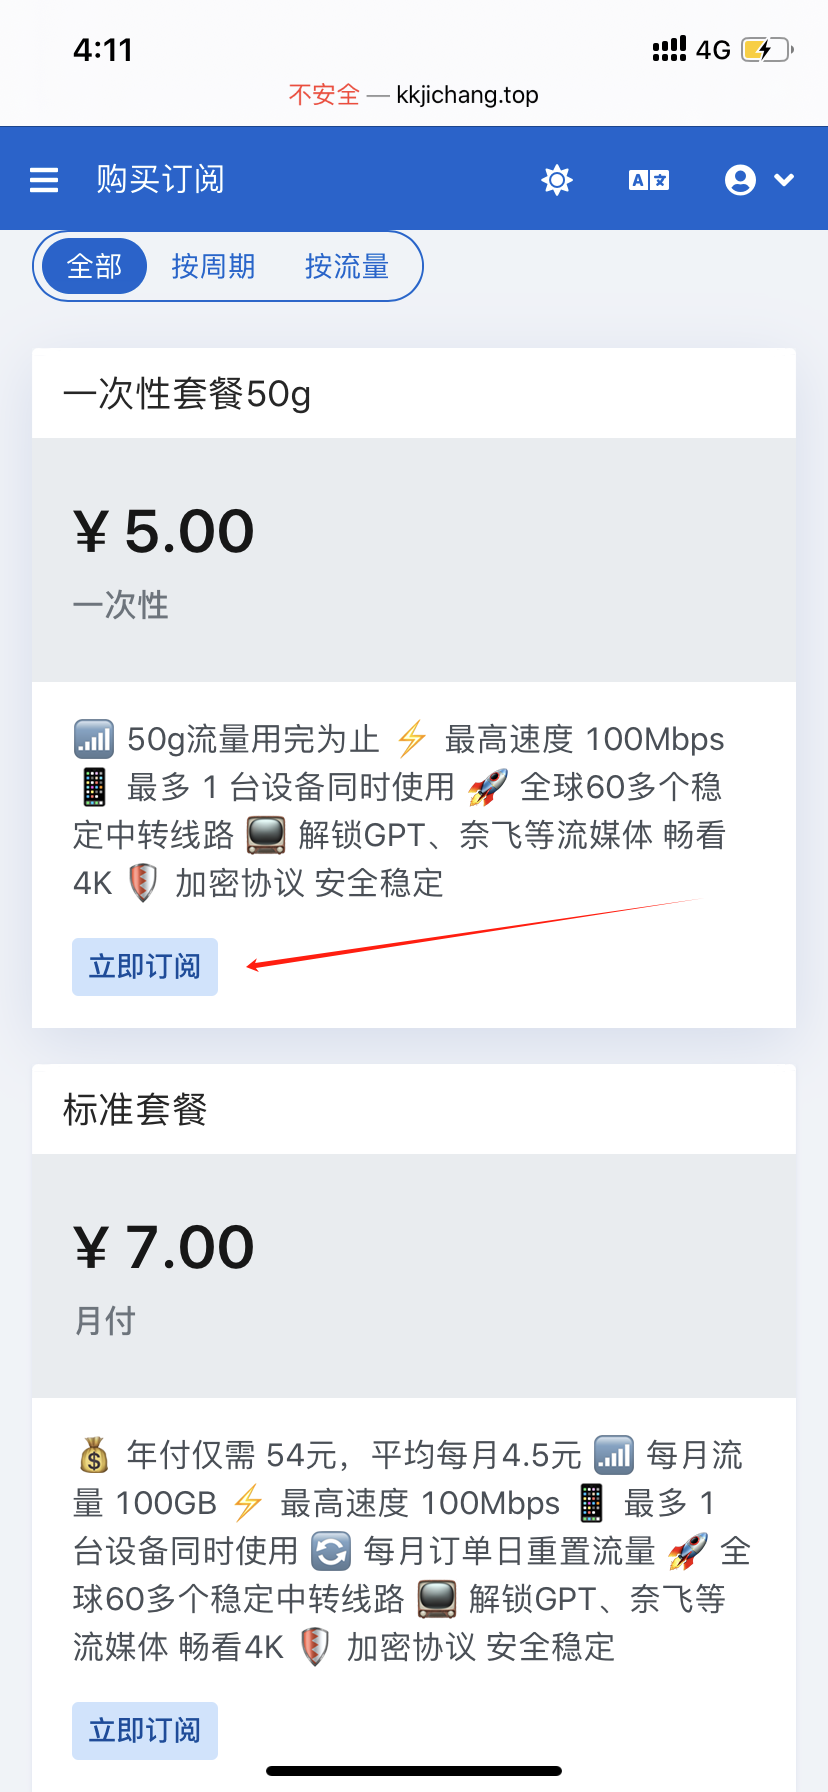 4:11
4G
不安全 — kkjichang.top
购买订阅
全部 按周期 按流量
一次性套餐50g
¥ 5.00
一次性
📶 50g流量用完为止 ⚡ 最高速度 100Mbps
📱 最多 1 台设备同时使用 🚀 全球60多个稳
定中转线路 📺 解锁GPT、奈飞等流媒体 畅看
4K 🛡️ 加密协议 安全稳定
立即订阅
标准套餐
¥ 7.00
月付
💰 年付仅需 54元，平均每月4.5元 📶 每月流
量 100GB ⚡ 最高速度 100Mbps 📱 最多 1
台设备同时使用 🔄 每月订单日重置流量 🚀 全
球60多个稳定中转线路 📺 解锁GPT、奈飞等
流媒体 畅看4K 🛡️ 加密协议 安全稳定
立即订阅